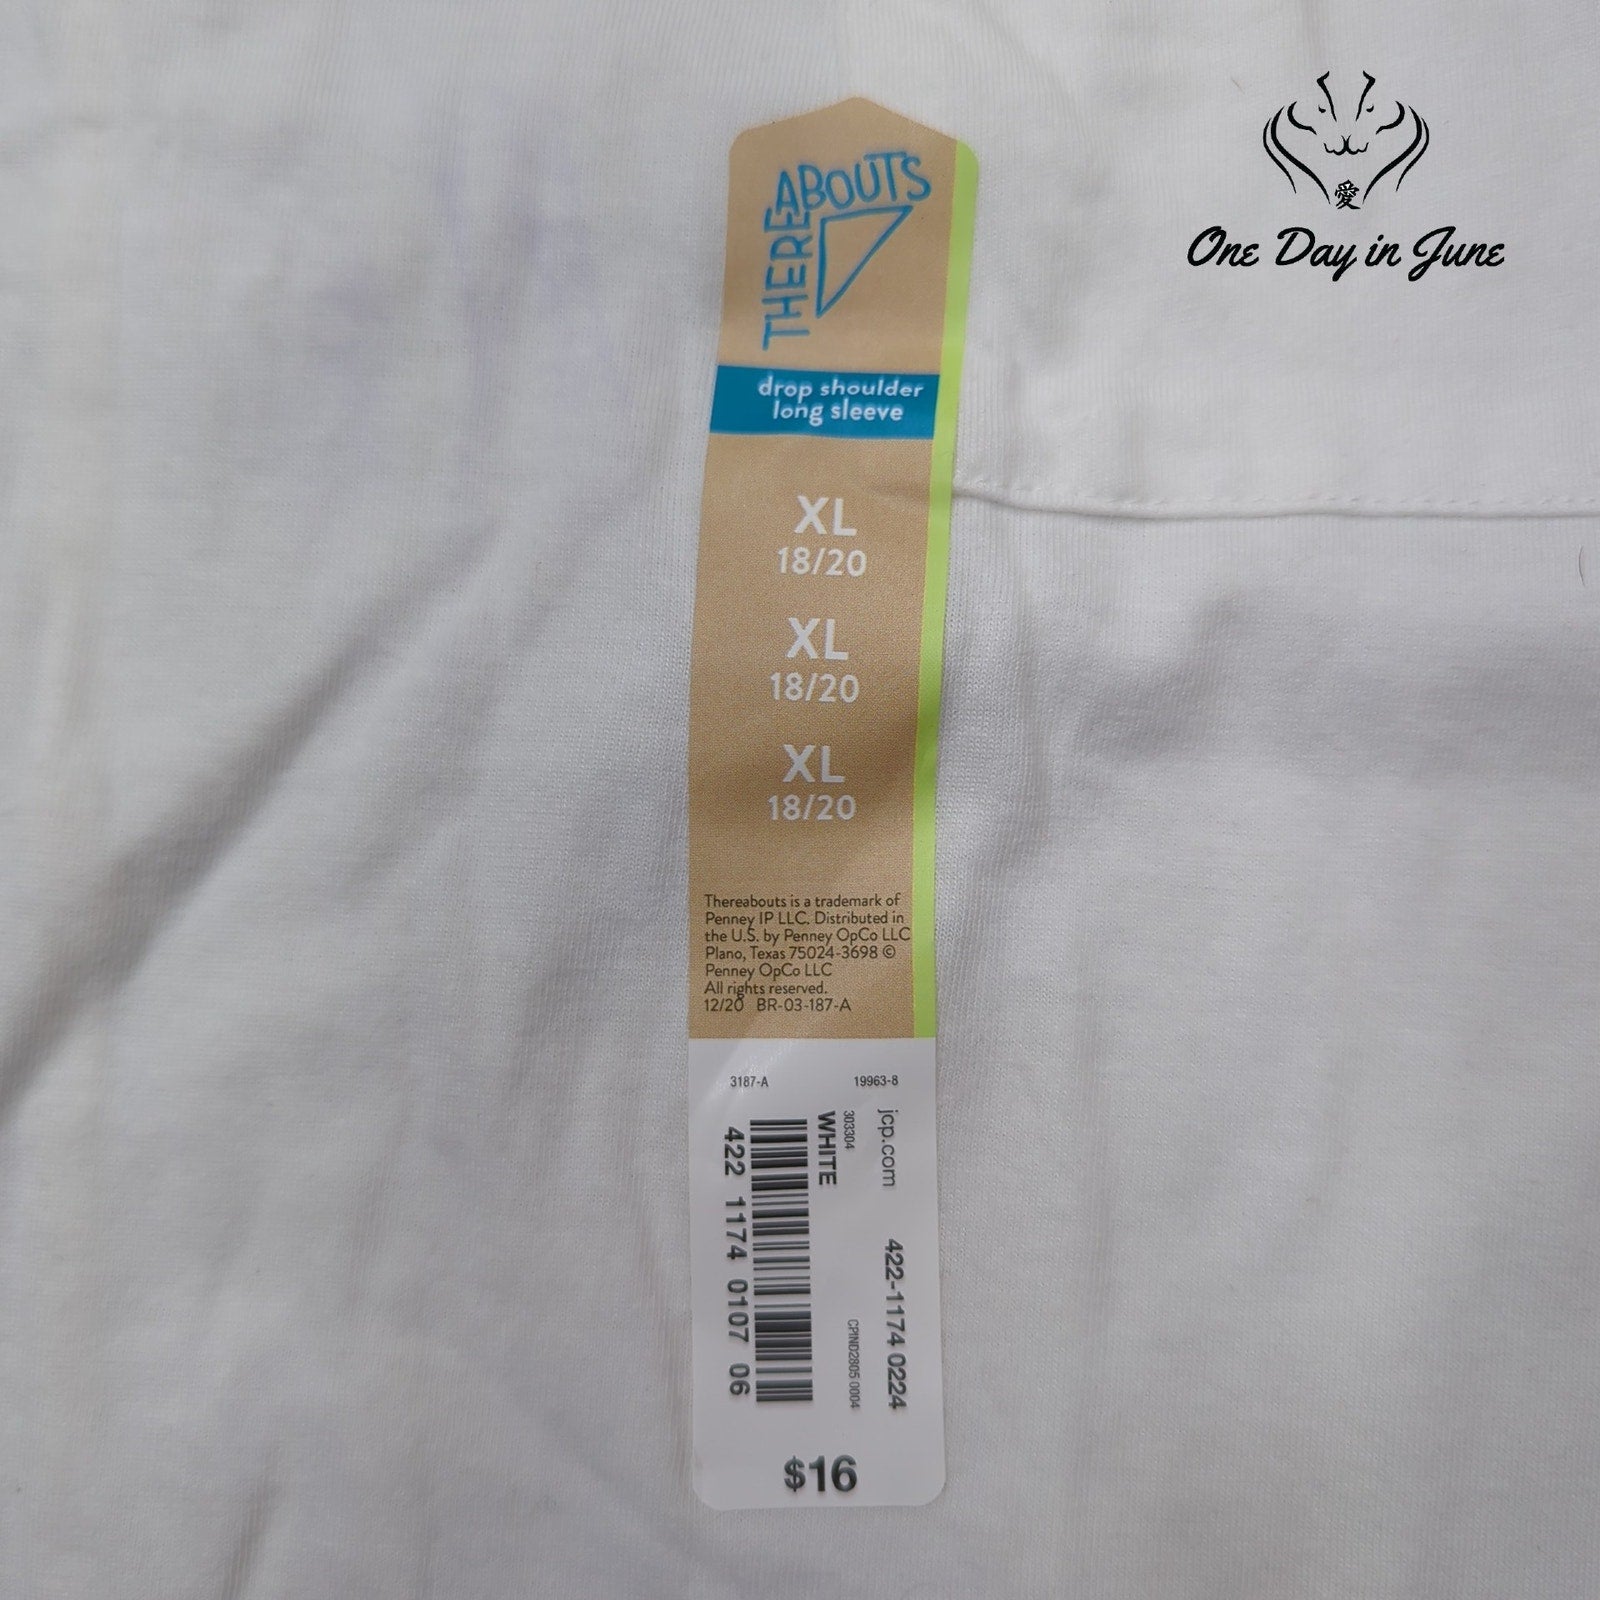 愛
One Day in June
THEREABOUTS
drop shoulder
long sleeve
XL
18/20
XL
18/20
XL
18/20
Thereabouts is a trademark of
Penney IP LLC. Distributed in
the U.S. by Penney OpCo LLC
Plano, Texas 75024-3698 ©
Penney OpCo LLC
All rights reserved.
12/20 BR-03-187-A
3187-A 19963-8
jcp.com 422-1174 0224
303304 CPIND2805 0004
WHITE
422 1174 0107 06
$16